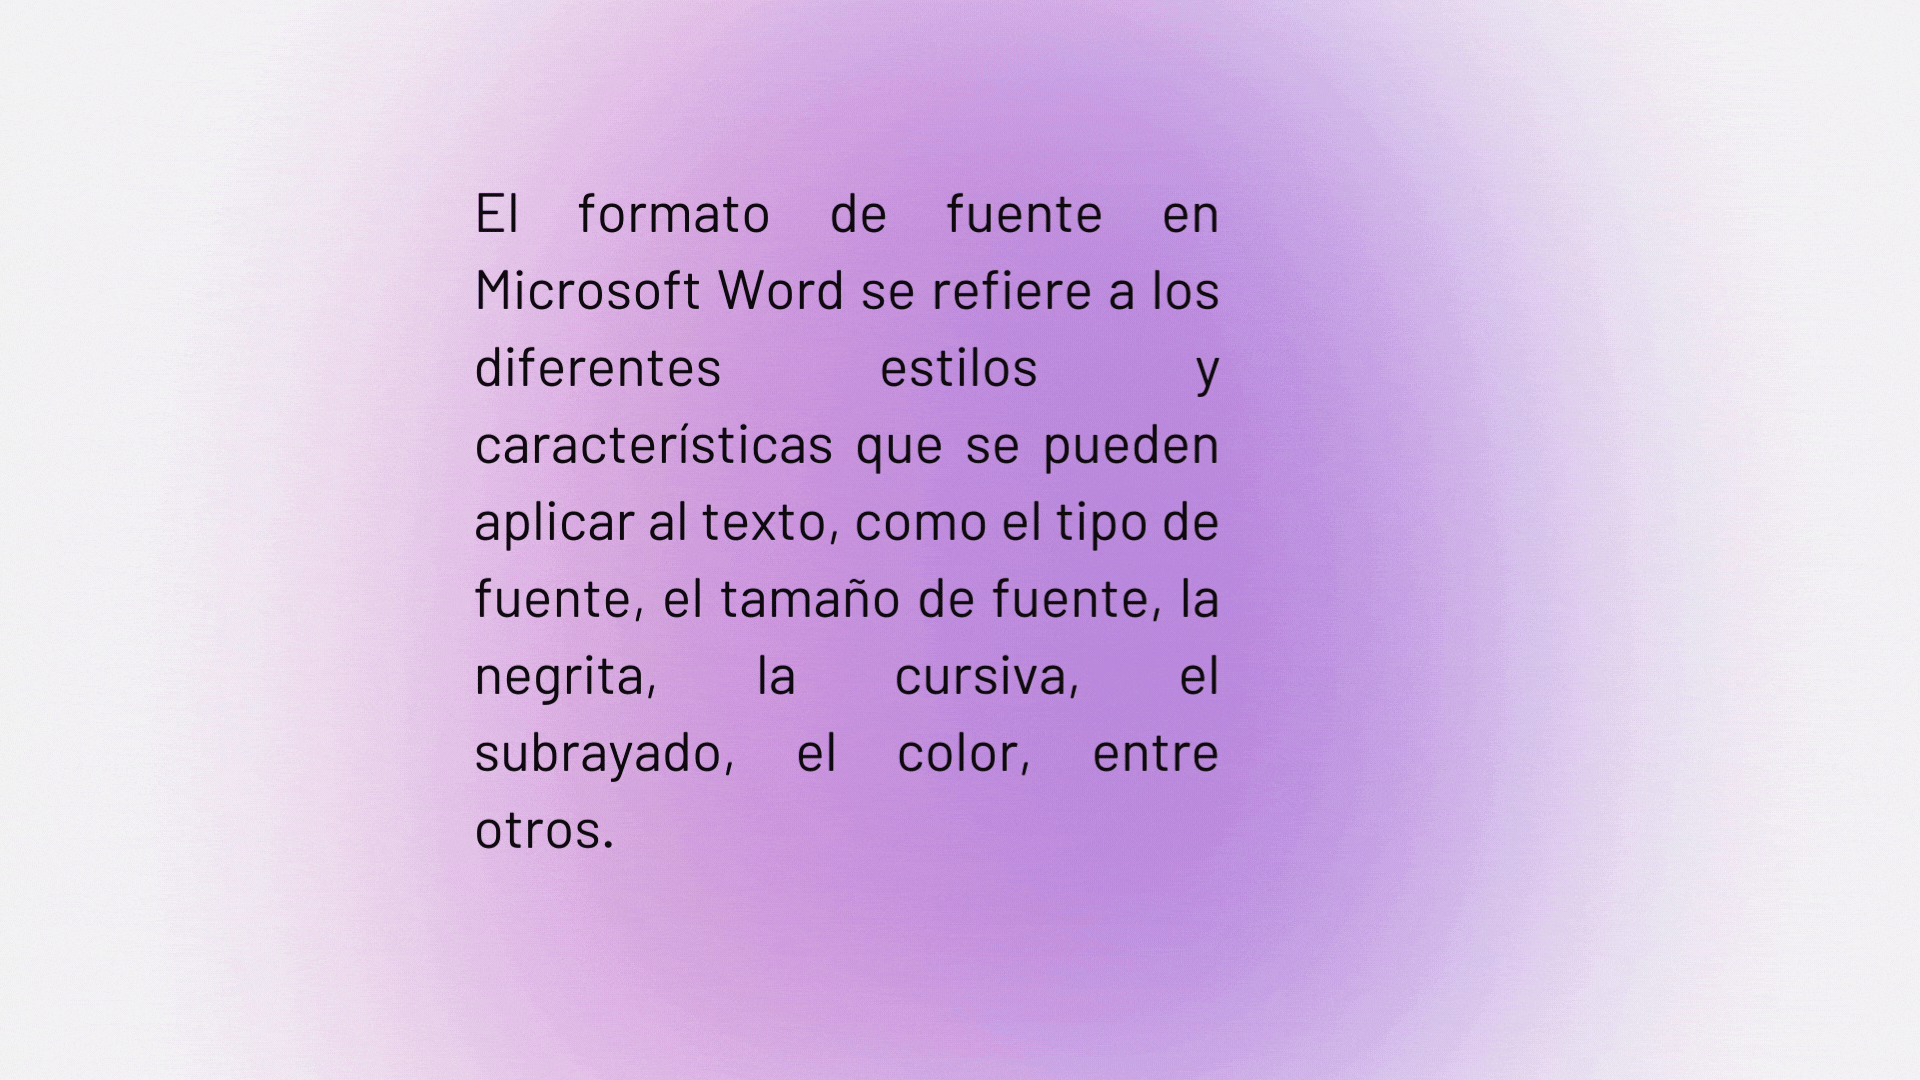 El formato de fuente en
Microsoft Word se refiere a los
diferentes estilos y
características que se pueden
aplicar al texto, como el tipo de
fuente, el tamaño de fuente, la
negrita, la cursiva, el
subrayado, el color, entre
otros.